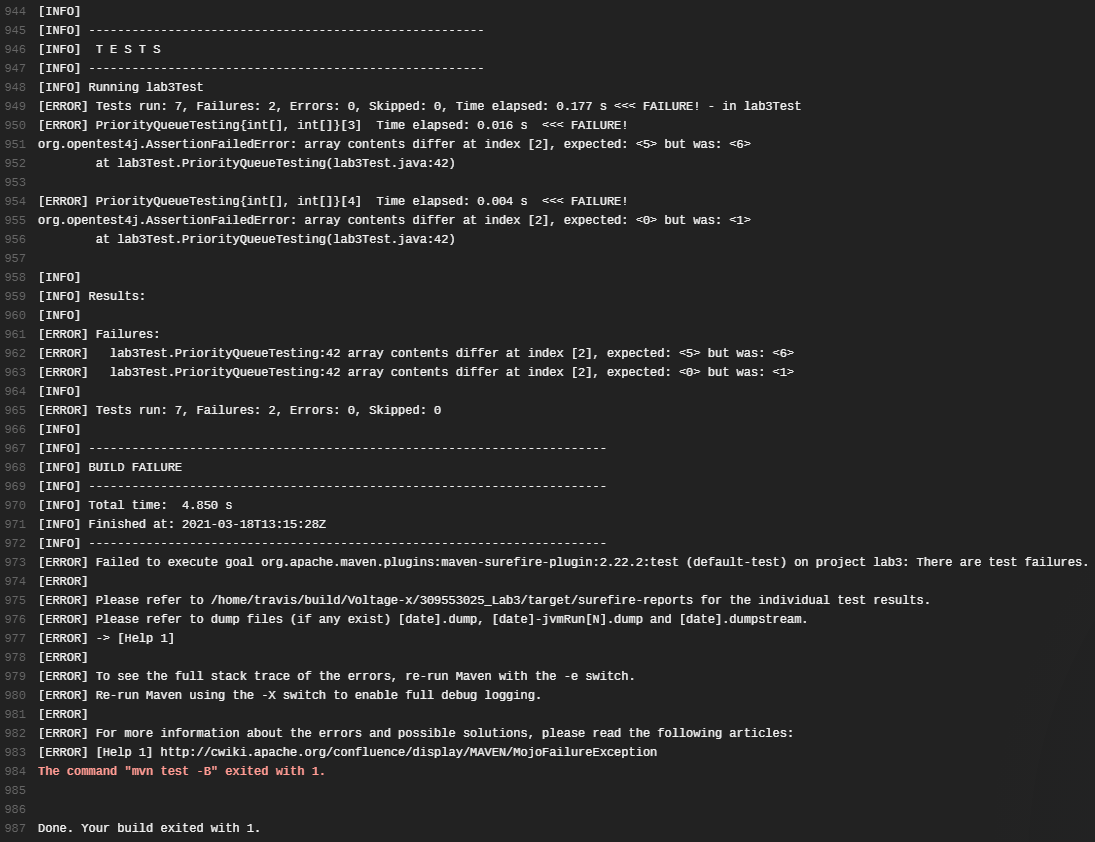 944 [INFO]
945 [INFO] -------------------------------------------------------
946 [INFO]  T E S T S
947 [INFO] -------------------------------------------------------
948 [INFO] Running lab3Test
949 [ERROR] Tests run: 7, Failures: 2, Errors: 0, Skipped: 0, Time elapsed: 0.177 s <<< FAILURE! - in lab3Test
950 [ERROR] PriorityQueueTesting{int[], int[]}[3]  Time elapsed: 0.016 s  <<< FAILURE!
951 org.opentest4j.AssertionFailedError: array contents differ at index [2], expected: <5> but was: <6>
952         at lab3Test.PriorityQueueTesting(lab3Test.java:42)
953
954 [ERROR] PriorityQueueTesting{int[], int[]}[4]  Time elapsed: 0.004 s  <<< FAILURE!
955 org.opentest4j.AssertionFailedError: array contents differ at index [2], expected: <0> but was: <1>
956         at lab3Test.PriorityQueueTesting(lab3Test.java:42)
957
958 [INFO]
959 [INFO] Results:
960 [INFO]
961 [ERROR] Failures:
962 [ERROR]   lab3Test.PriorityQueueTesting:42 array contents differ at index [2], expected: <5> but was: <6>
963 [ERROR]   lab3Test.PriorityQueueTesting:42 array contents differ at index [2], expected: <0> but was: <1>
964 [INFO]
965 [ERROR] Tests run: 7, Failures: 2, Errors: 0, Skipped: 0
966 [INFO]
967 [INFO] ------------------------------------------------------------------------
968 [INFO] BUILD FAILURE
969 [INFO] ------------------------------------------------------------------------
970 [INFO] Total time:  4.850 s
971 [INFO] Finished at: 2021-03-18T13:15:28Z
972 [INFO] ------------------------------------------------------------------------
973 [ERROR] Failed to execute goal org.apache.maven.plugins:maven-surefire-plugin:2.22.2:test (default-test) on project lab3: There are test failures.
974 [ERROR]
975 [ERROR] Please refer to /home/travis/build/Voltage-x/309553025_Lab3/target/surefire-reports for the individual test results.
976 [ERROR] Please refer to dump files (if any exist) [date].dump, [date]-jvmRun[N].dump and [date].dumpstream.
977 [ERROR] -> [Help 1]
978 [ERROR]
979 [ERROR] To see the full stack trace of the errors, re-run Maven with the -e switch.
980 [ERROR] Re-run Maven using the -X switch to enable full debug logging.
981 [ERROR]
982 [ERROR] For more information about the errors and possible solutions, please read the following articles:
983 [ERROR] [Help 1] http://cwiki.apache.org/confluence/display/MAVEN/MojoFailureException
984 The command "mvn test -B" exited with 1.
985
986
987 Done. Your build exited with 1.